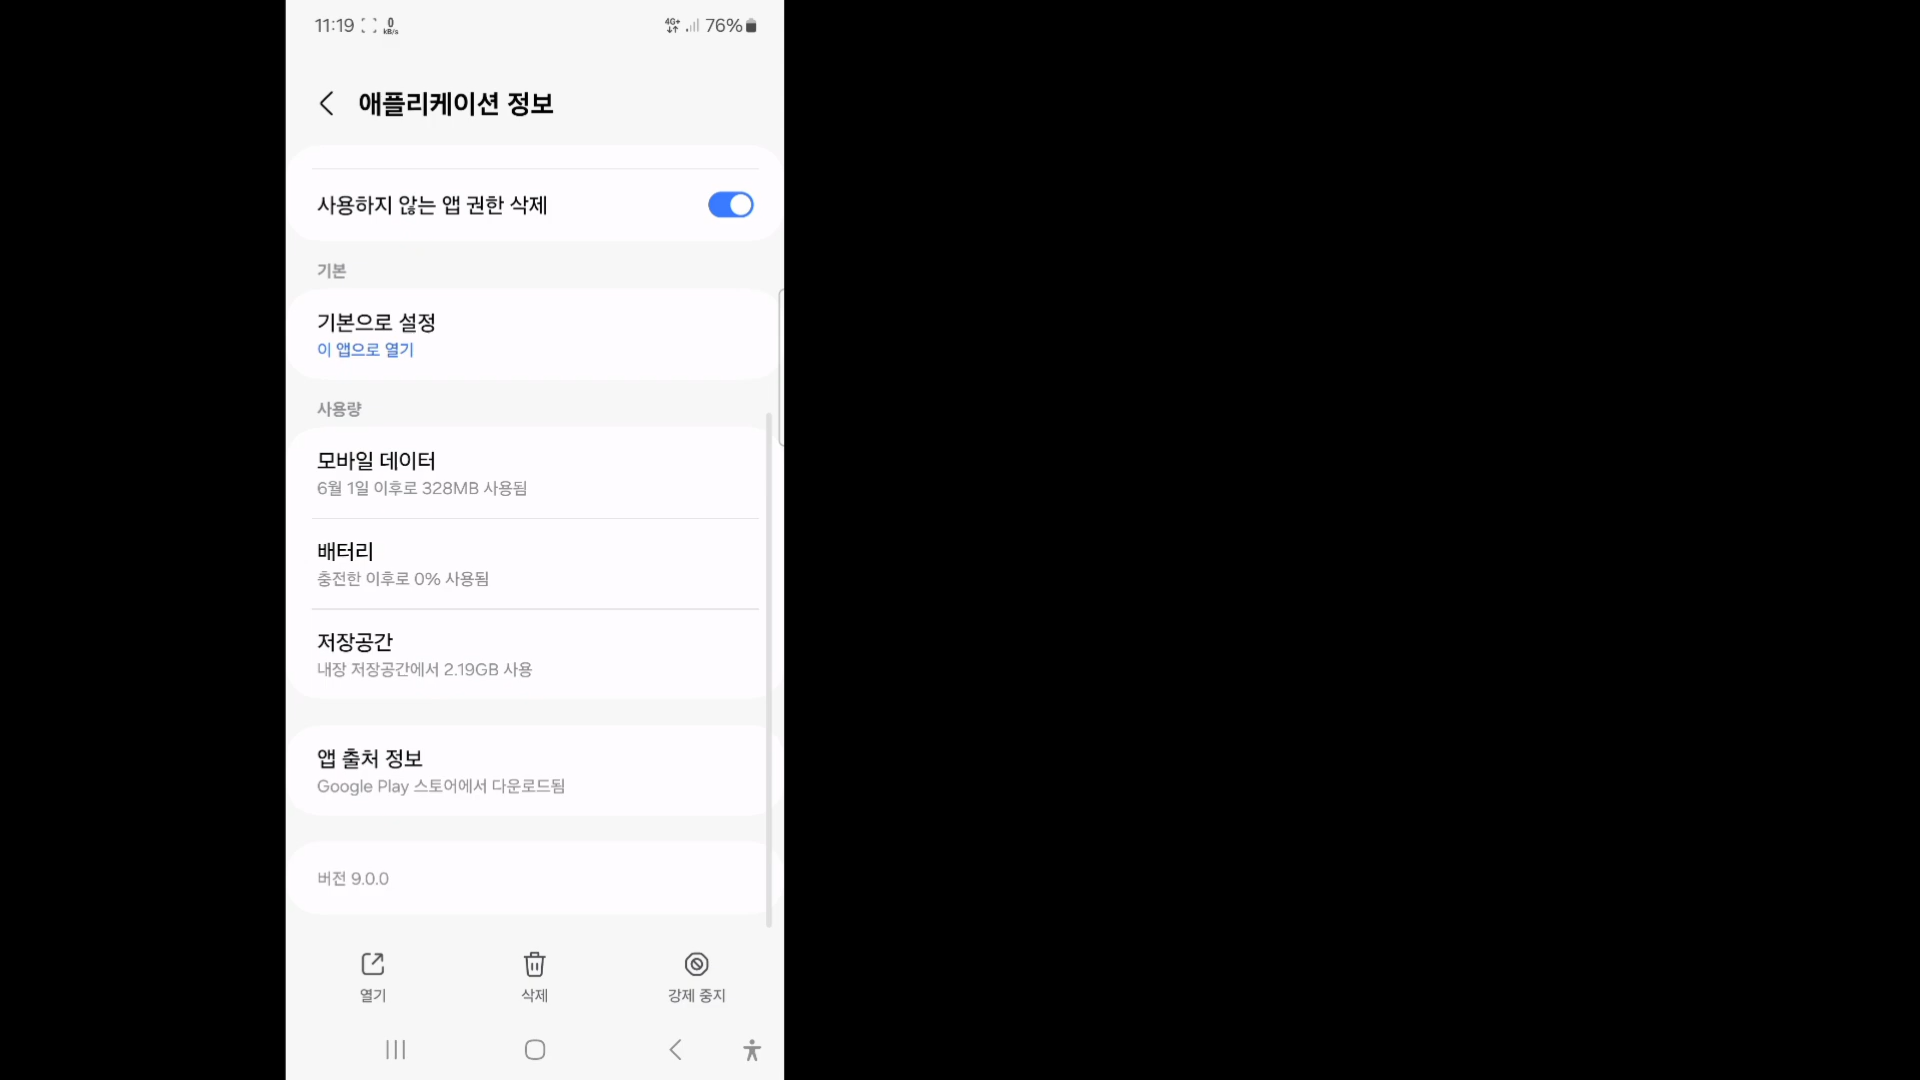 11:19 0 kB/s 4G+ 76%
애플리케이션 정보
사용하지 않는 앱 권한 삭제
기본
기본으로 설정
이 앱으로 열기
사용량
모바일 데이터
6월 1일 이후로 328MB 사용됨
배터리
충전한 이후로 0% 사용됨
저장공간
내장 저장공간에서 2.19GB 사용
앱 출처 정보
Google Play 스토어에서 다운로드됨
버전 9.0.0
열기 삭제 강제 중지